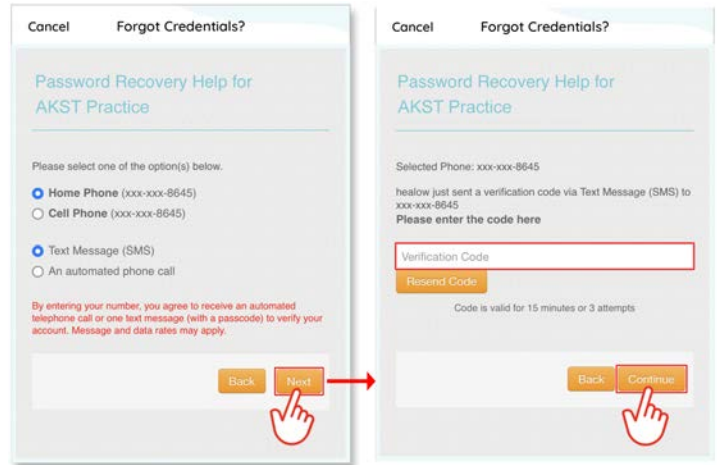 Cancel Forgot Credentials?
Password Recovery Help for
AKST Practice
Please select one of the option(s) below.
Home Phone (xxx-xxx-8645)
Cell Phone (xxx-xxx-8645)
Text Message (SMS)
An automated phone call
By entering your number, you agree to receive an automated
telephone call or one text message (with a passcode) to verify your
account. Message and data rates may apply.
Back Next
Cancel Forgot Credentials?
Password Recovery Help for
AKST Practice
Selected Phone: xxx-xxx-8645
healow just sent a verification code via Text Message (SMS) to
xxx-xxx-8645
Please enter the code here
Verification Code
Resend Code
Code is valid for 15 minutes or 3 attempts
Back Continue